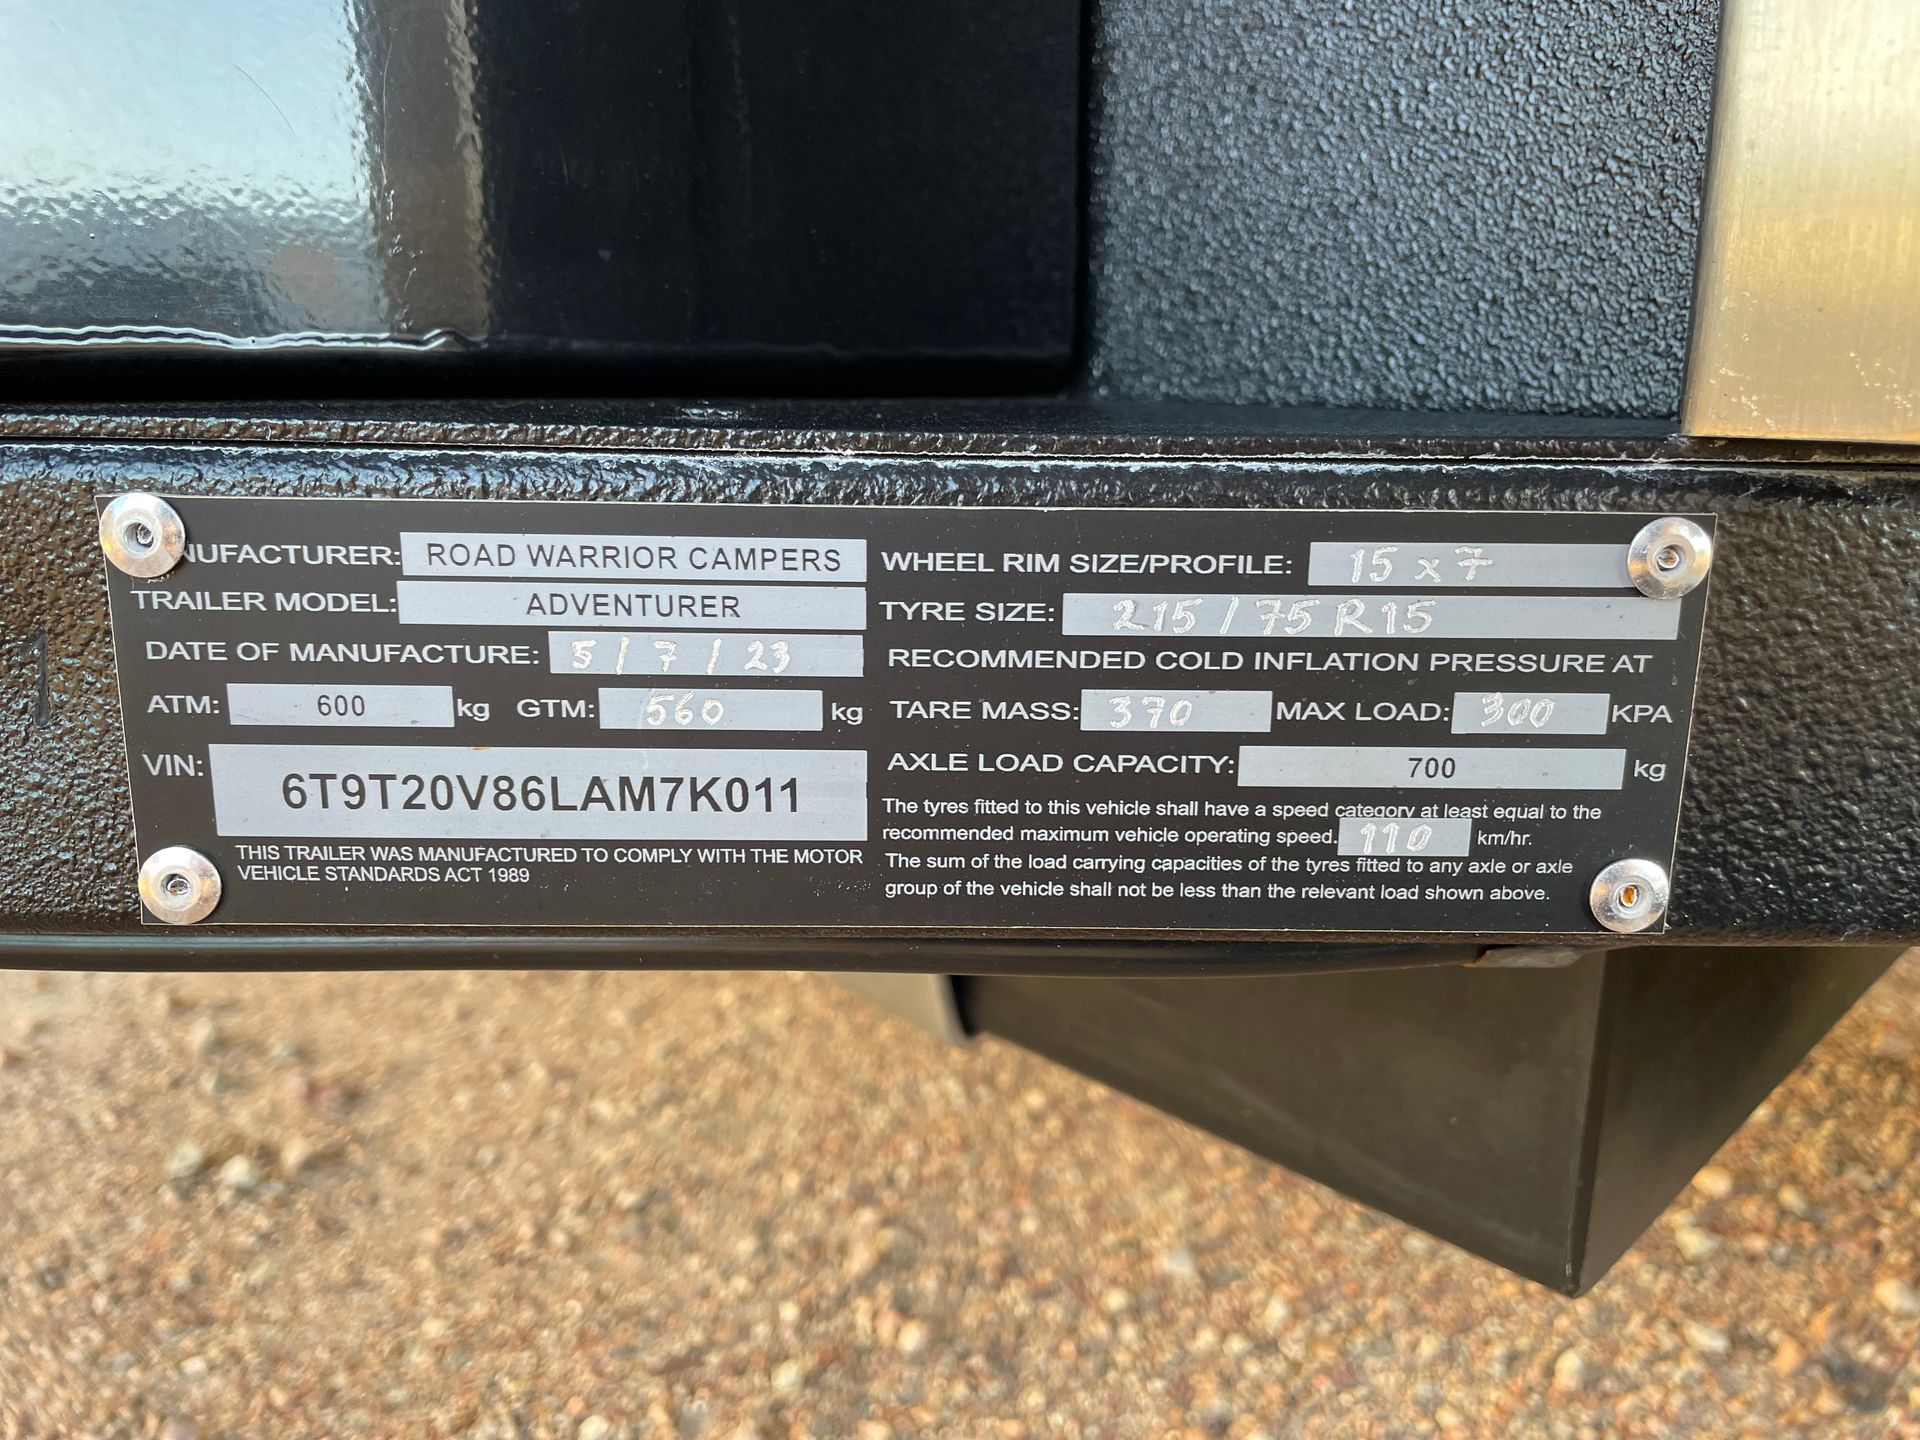 NUFACTURER: ROAD WARRIOR CAMPERS
TRAILER MODEL: ADVENTURER
DATE OF MANUFACTURE: 5 / 7 / 23
ATM: 600 kg GTM: 560 kg
VIN: 6T9T20V86LAM7K011
THIS TRAILER WAS MANUFACTURED TO COMPLY WITH THE MOTOR
VEHICLE STANDARDS ACT 1989
WHEEL RIM SIZE/PROFILE: 15 x 7
TYRE SIZE: 215 / 75 R 15
RECOMMENDED COLD INFLATION PRESSURE AT
TARE MASS: 370 MAX LOAD: 300 KPA
AXLE LOAD CAPACITY: 700 kg
The tyres fitted to this vehicle shall have a speed category at least equal to the
recommended maximum vehicle operating speed. 110 km/hr.
The sum of the load carrying capacities of the tyres fitted to any axle or axle
group of the vehicle shall not be less than the relevant load shown above.